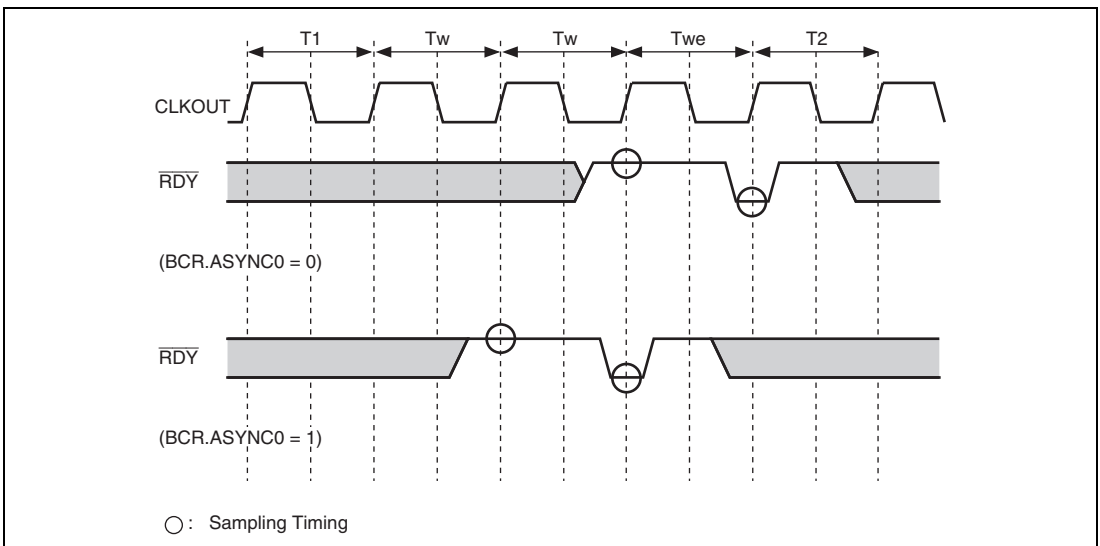 T1 Tw Tw Twe T2
CLKOUT
RDY
(BCR.ASYNC0 = 0)
RDY
(BCR.ASYNC0 = 1)
: Sampling Timing